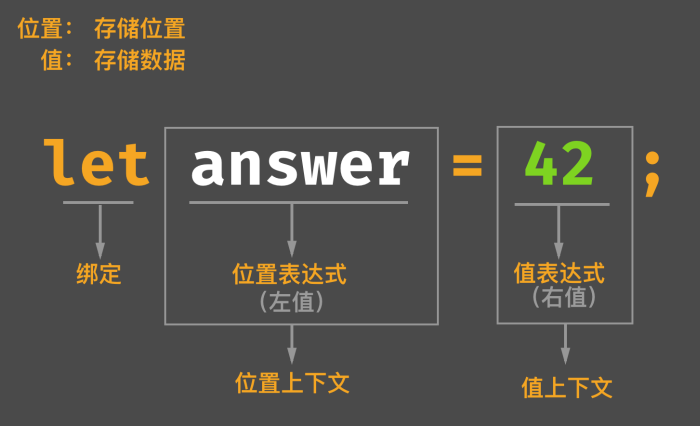 位置： 存储位置
值： 存储数据
let answer = 42 ;
绑定 位置表达式 值表达式
（左值） （右值）
位置上下文 值上下文